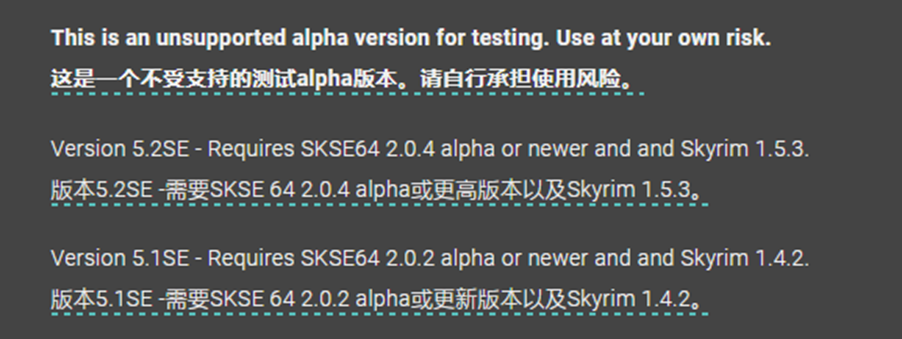 This is an unsupported alpha version for testing. Use at your own risk.
这是一个不受支持的测试alpha版本。请自行承担使用风险。
Version 5.2SE - Requires SKSE64 2.0.4 alpha or newer and and Skyrim 1.5.3.
版本5.2SE -需要SKSE 64 2.0.4 alpha或更高版本以及Skyrim 1.5.3。
Version 5.1SE - Requires SKSE64 2.0.2 alpha or newer and and Skyrim 1.4.2.
版本5.1SE -需要SKSE 64 2.0.2 alpha或更新版本以及Skyrim 1.4.2。